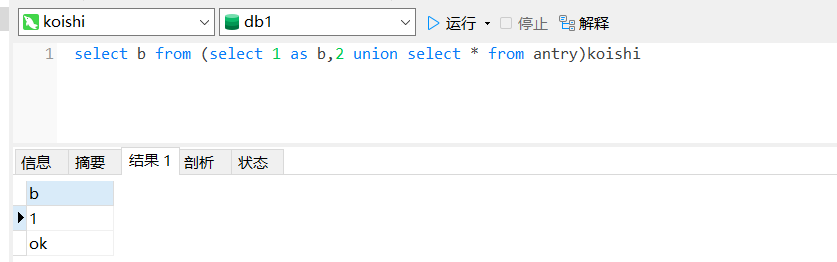 koishi db1 运行 停止 解释
1 select b from (select 1 as b,2 union select * from antry)koishi
信息 摘要 结果 1 剖析 状态
b
1
ok